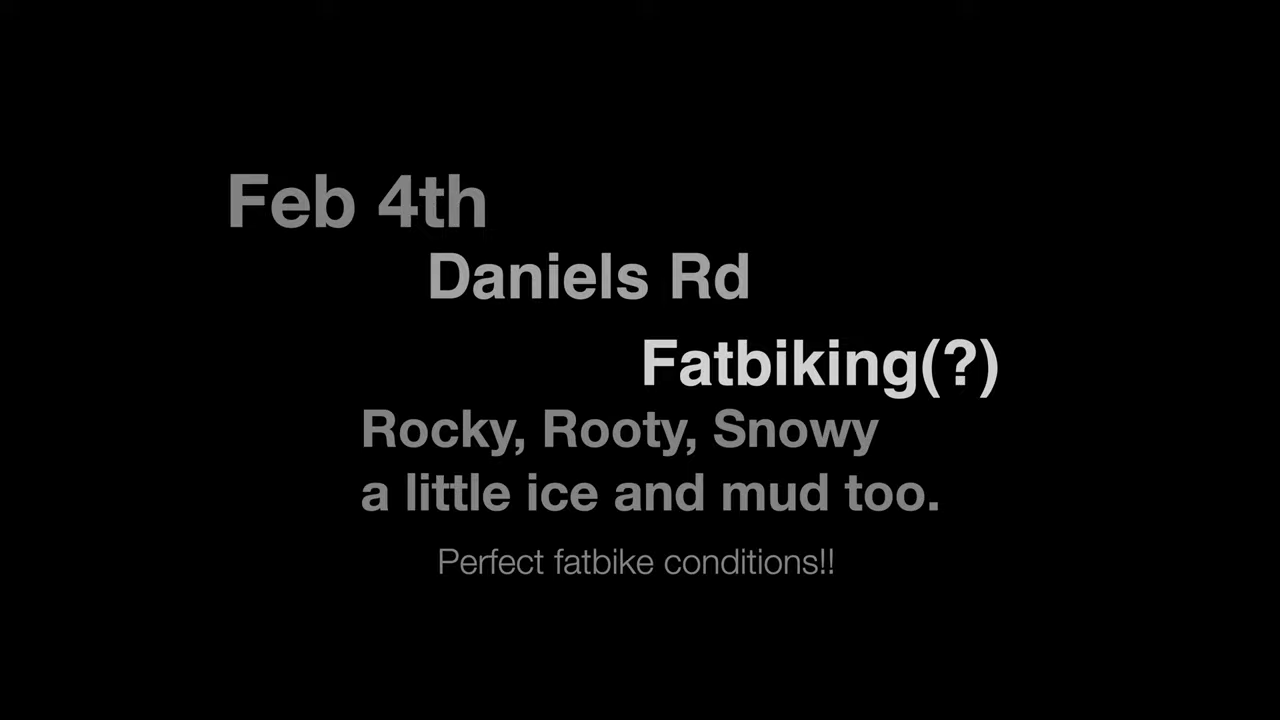 Feb 4th
Daniels Rd
Fatbiking(?)
Rocky, Rooty, Snowy
a little ice and mud too.
Perfect fatbike conditions!!